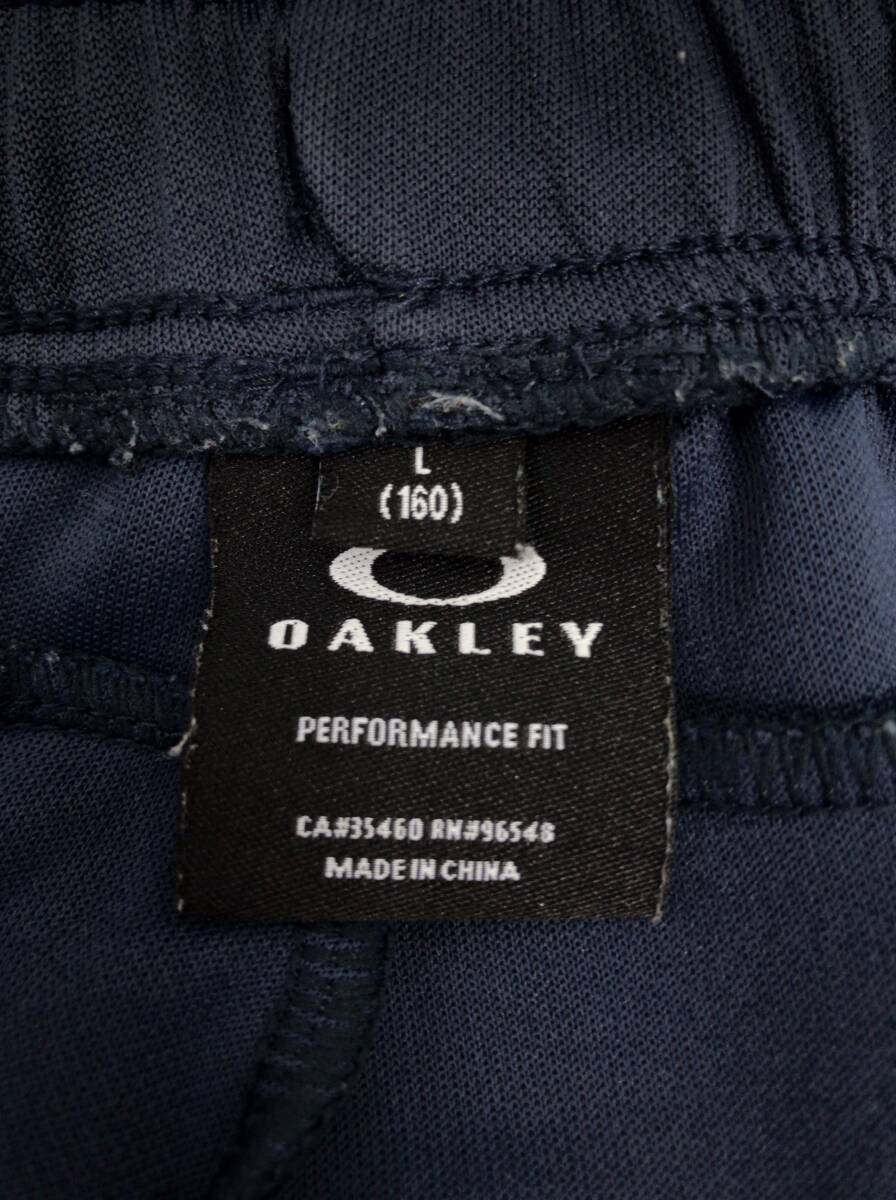 L
(160)
OAKLEY
PERFORMANCE FIT
CA#35460 RN#96548
MADE IN CHINA